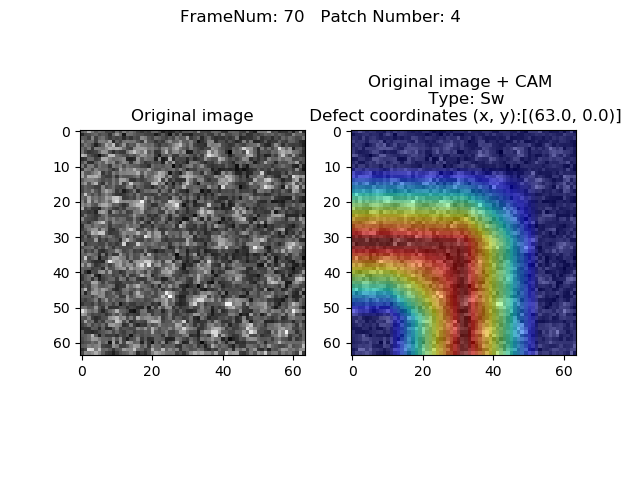 FrameNum: 70   Patch Number: 4
Original image
0
10
20
30
40
50
60
0 20 40 60
Original image + CAM
Type: Sw
Defect coordinates (x, y):[(63.0, 0.0)]
0
10
20
30
40
50
60
0 20 40 60